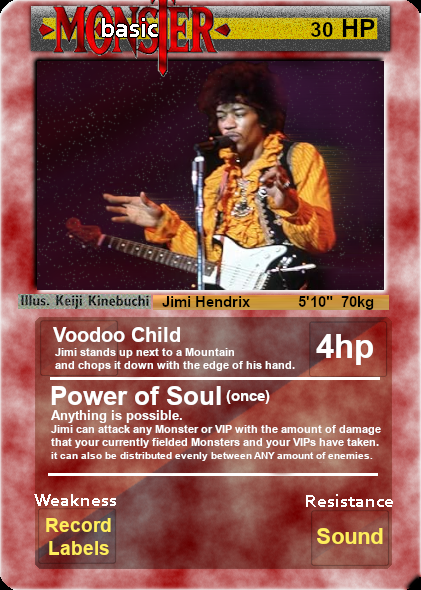 MONSTER
basic
30 HP
Illus. Keiji Kinebuchi Jimi Hendrix 5'10" 70kg
Voodoo Child
Jimi stands up next to a Mountain
and chops it down with the edge of his hand.
4hp
Power of Soul (once)
Anything is possible.
Jimi can attack any Monster or VIP with the amount of damage
that your currently fielded Monsters and your VIPs have taken.
it can also be distributed evenly between ANY amount of enemies.
Weakness Resistance
Record
Labels
Sound